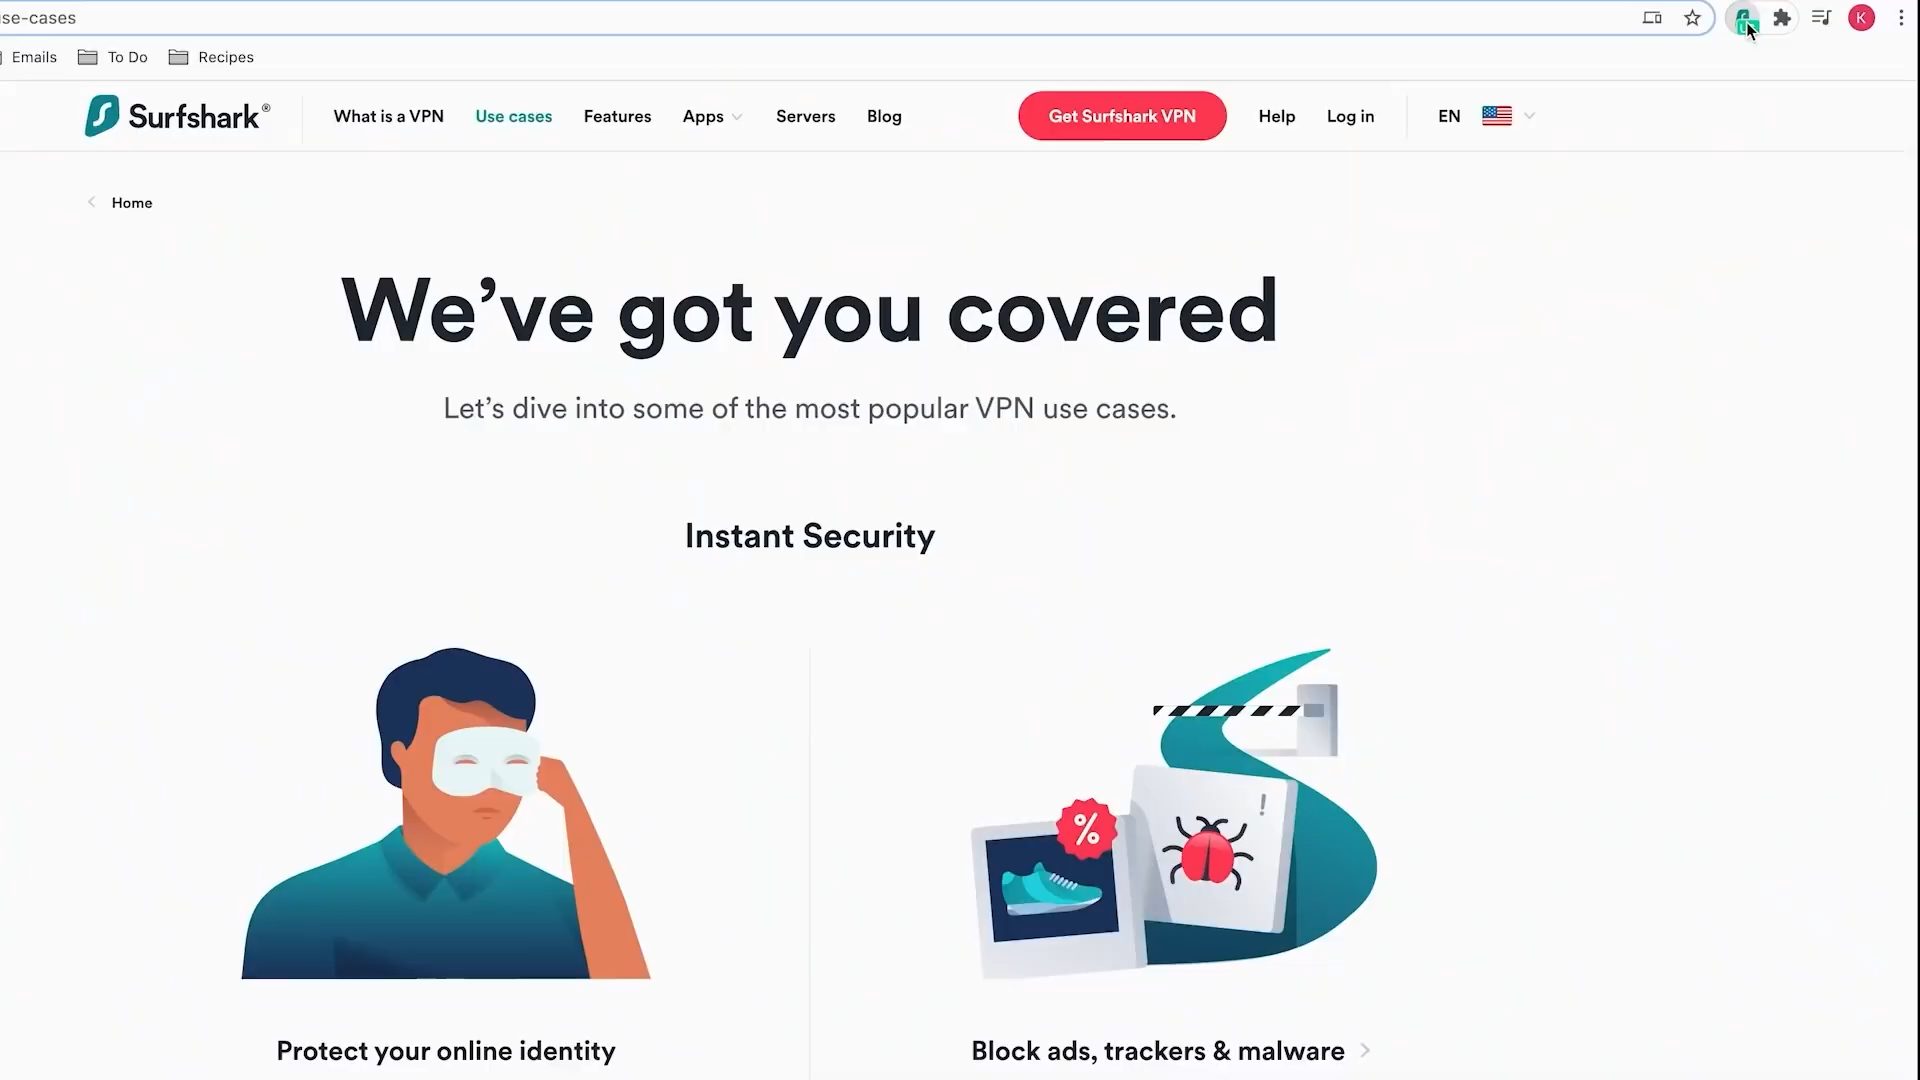 se-cases
Emails To Do Recipes
Surfshark®
What is a VPN Use cases Features Apps Servers Blog Get Surfshark VPN Help Log in EN
Home
We’ve got you covered
Let’s dive into some of the most popular VPN use cases.
Instant Security
%
!
Protect your online identity
Block ads, trackers & malware
K